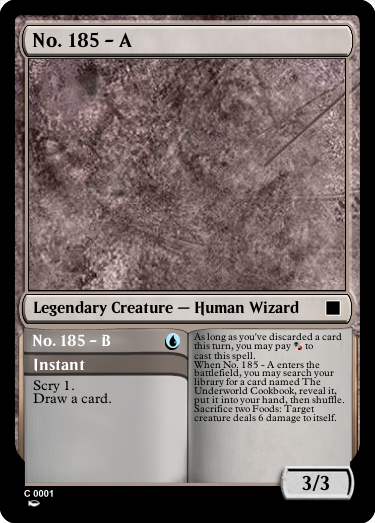 No. 185 – A
Legendary Creature — Human Wizard
No. 185 – B
Instant
Scry 1.
Draw a card.
As long as you've discarded a card
this turn, you may pay to
cast this spell.
When No. 185 - A enters the
battlefield, you may search your
library for a card named The
Underworld Cookbook, reveal it,
put it into your hand, then shuffle.
Sacrifice two Foods: Target
creature deals 6 damage to itself.
3/3
C 0001